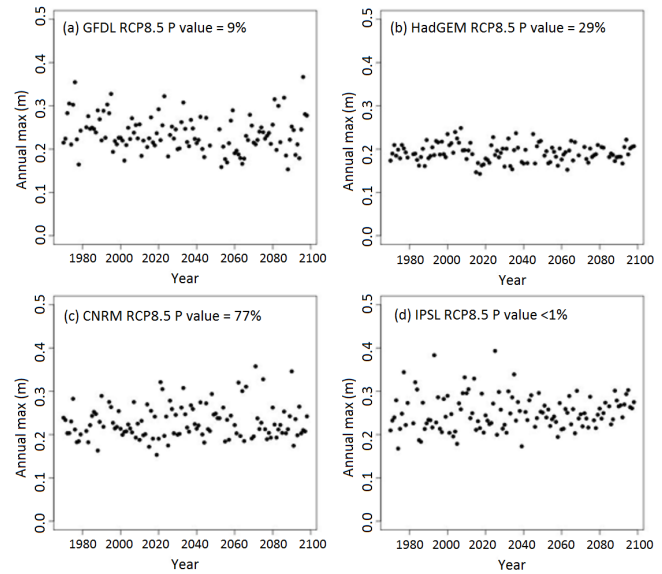 (a) GFDL RCP8.5 P value = 9%
Annual max (m)
0.0 0.1 0.2 0.3 0.4 0.5
1980 2000 2020 2040 2060 2080 2100
Year
(b) HadGEM RCP8.5 P value = 29%
Annual max (m)
0.0 0.1 0.2 0.3 0.4 0.5
1980 2000 2020 2040 2060 2080 2100
Year
(c) CNRM RCP8.5 P value = 77%
Annual max (m)
0.0 0.1 0.2 0.3 0.4 0.5
1980 2000 2020 2040 2060 2080 2100
Year
(d) IPSL RCP8.5 P value <1%
Annual max (m)
0.0 0.1 0.2 0.3 0.4 0.5
1980 2000 2020 2040 2060 2080 2100
Year